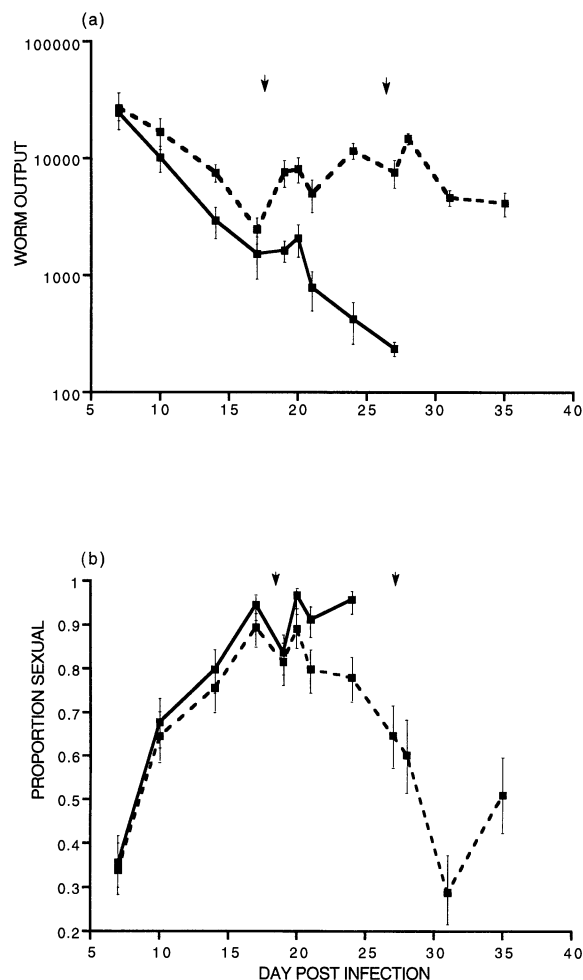 (a)
100000
10000
1000
100
WORM OUTPUT
5 10 15 20 25 30 35 40
(b)
1
0.9
0.8
0.7
0.6
0.5
0.4
0.3
0.2
PROPORTION SEXUAL
5 10 15 20 25 30 35 40
DAY POST INFECTION